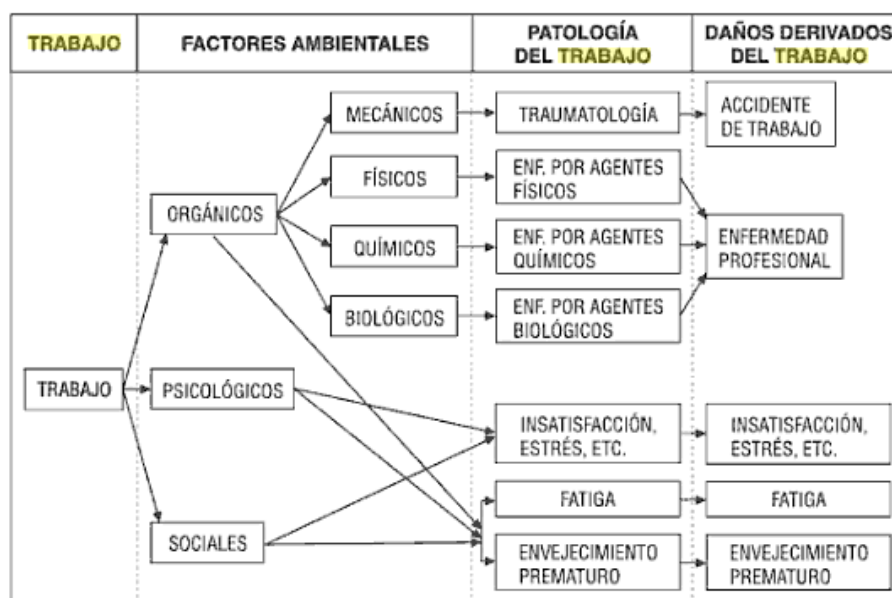 TRABAJO
FACTORES AMBIENTALES
PATOLOGÍA
DEL TRABAJO
DAÑOS DERIVADOS
DEL TRABAJO
MECÁNICOS
TRAUMATOLOGÍA
ACCIDENTE
DE TRABAJO
FÍSICOS
ENF. POR AGENTES
FÍSICOS
ORGÁNICOS
QUÍMICOS
ENF. POR AGENTES
QUÍMICOS
ENFERMEDAD
PROFESIONAL
BIOLÓGICOS
ENF. POR AGENTES
BIOLÓGICOS
TRABAJO
PSICOLÓGICOS
INSATISFACCIÓN,
ESTRÉS, ETC.
INSATISFACCIÓN,
ESTRÉS, ETC.
FATIGA
FATIGA
SOCIALES
ENVEJECIMIENTO
PREMATURO
ENVEJECIMIENTO
PREMATURO